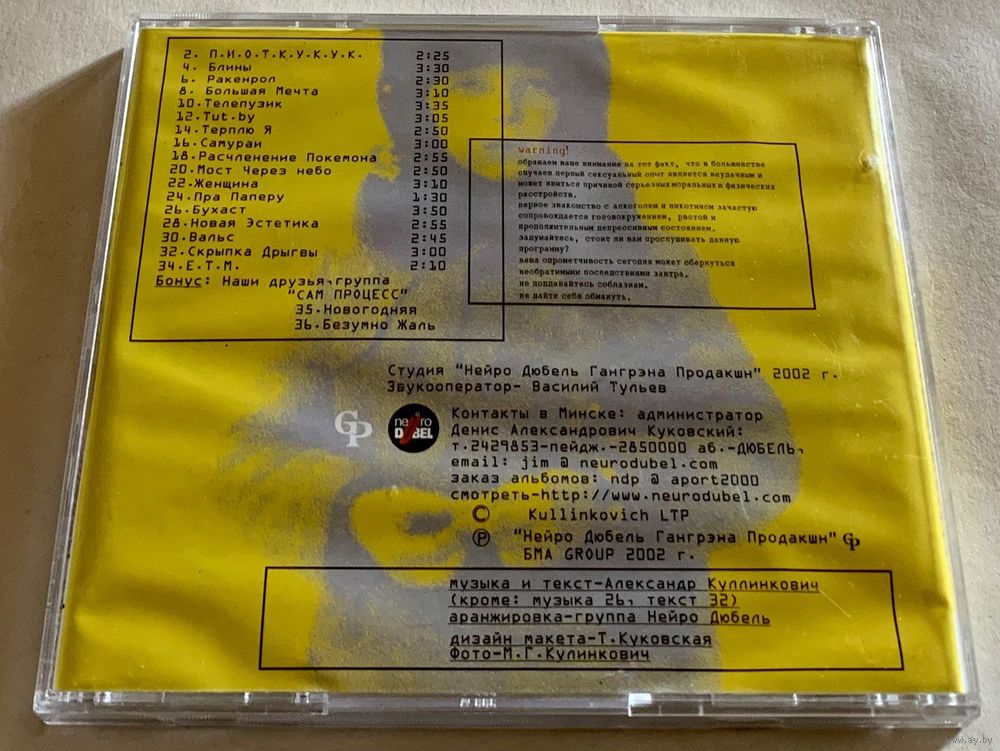 2. П.И.О.Т.К.У.К.У.К. 2:25
4. Блины 3:30
6. Ракенрол 2:30
8. Большая Мечта 3:10
10.Телепузик 3:35
12.Tut.by 3:05
14.Терплю Я 2:50
16.Самураи 3:00
18.Расчленение Покемона 2:55
20.Мост Через небо 2:50
22.Женщина 3:10
24.Пра Паперу 1:30
26.Бухаст 3:50
28.Новая Эстетика 2:55
30.Вальс 2:45
32.Скрыпка Дрыгвы 3:00
34.Е.Т.М. 2:10
Бонус: Наши друзья,группа
"САМ ПРОЦЕСС"
35.Новогодняя
36.Безумно Жаль
warning!
обращаем ваше внимание на тот факт, что в большинстве
случаев первый сексуальный опыт является неудачным и
может явиться причиной серьезных моральных и физических
расстройств.
первое знакомство с алкоголем и никотином зачастую
сопровождается головокружением, рвотой и
продолжительным депрессивным состоянием.
задумайтесь, стоит ли вам прослушивать данную
программу?
ваша опрометчивость сегодня может обернуться
необратимыми последствиями завтра.
не поддавайтесь соблазнам.
не дайте себя обмануть.
Студия "Нейро Дюбель Гангрэна Продакшн" 2002 г.
Звукооператор- Василий Тульев
GP neuro DUBEL
Контакты в Минске: администратор
Денис Александрович Куковский:
т.2429853-пейдж.-2850000 аб.-ДЮБЕЛЬ,
email: jim @ neurodubel.com
заказ альбомов: ndp @ aport2000
смотреть-http://www.neurodubel.com
© Kullinkovich LTP
℗ "Нейро Дюбель Гангрэна Продакшн" GP
БМА GROUP 2002 г.
музыка и текст-Александр Куллинкович
(кроме: музыка 26, текст 32)
аранжировка-группа Нейро Дюбель
дизайн макета-Т.Куковская
Фото-М.Г.Кулинкович
www.ay.by